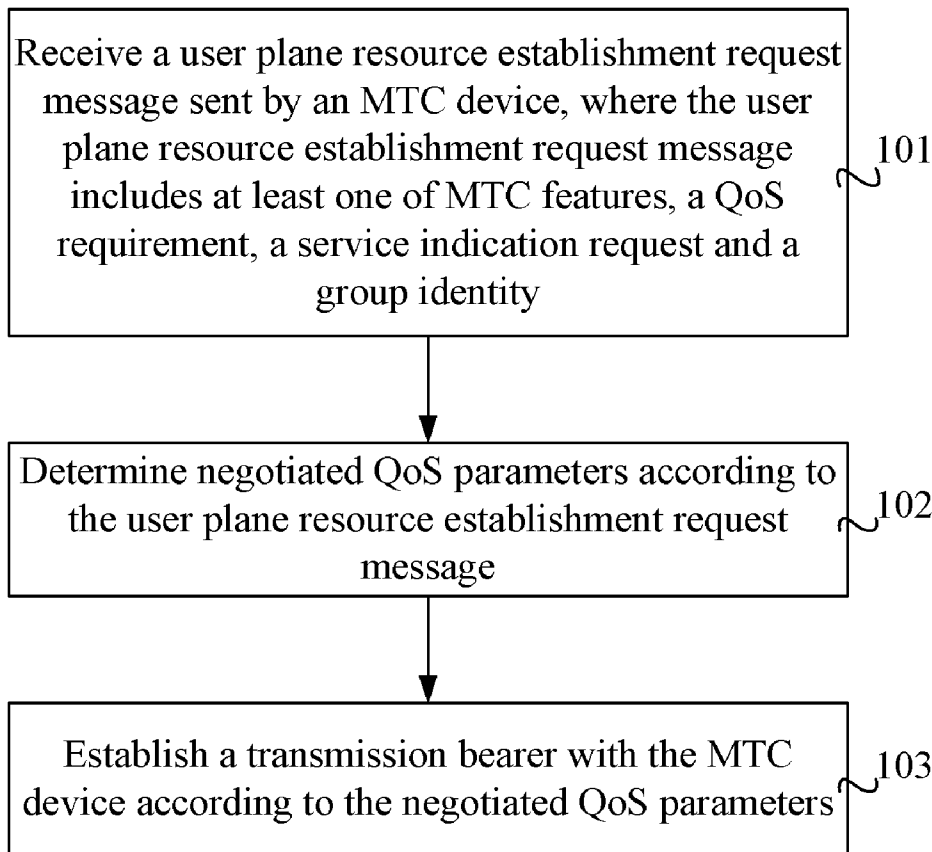 Receive a user plane resource establishment request
message sent by an MTC device, where the user
plane resource establishment request message
includes at least one of MTC features, a QoS
requirement, a service indication request and a
group identity
101
Determine negotiated QoS parameters according to
the user plane resource establishment request
message
102
Establish a transmission bearer with the MTC
device according to the negotiated QoS parameters
103